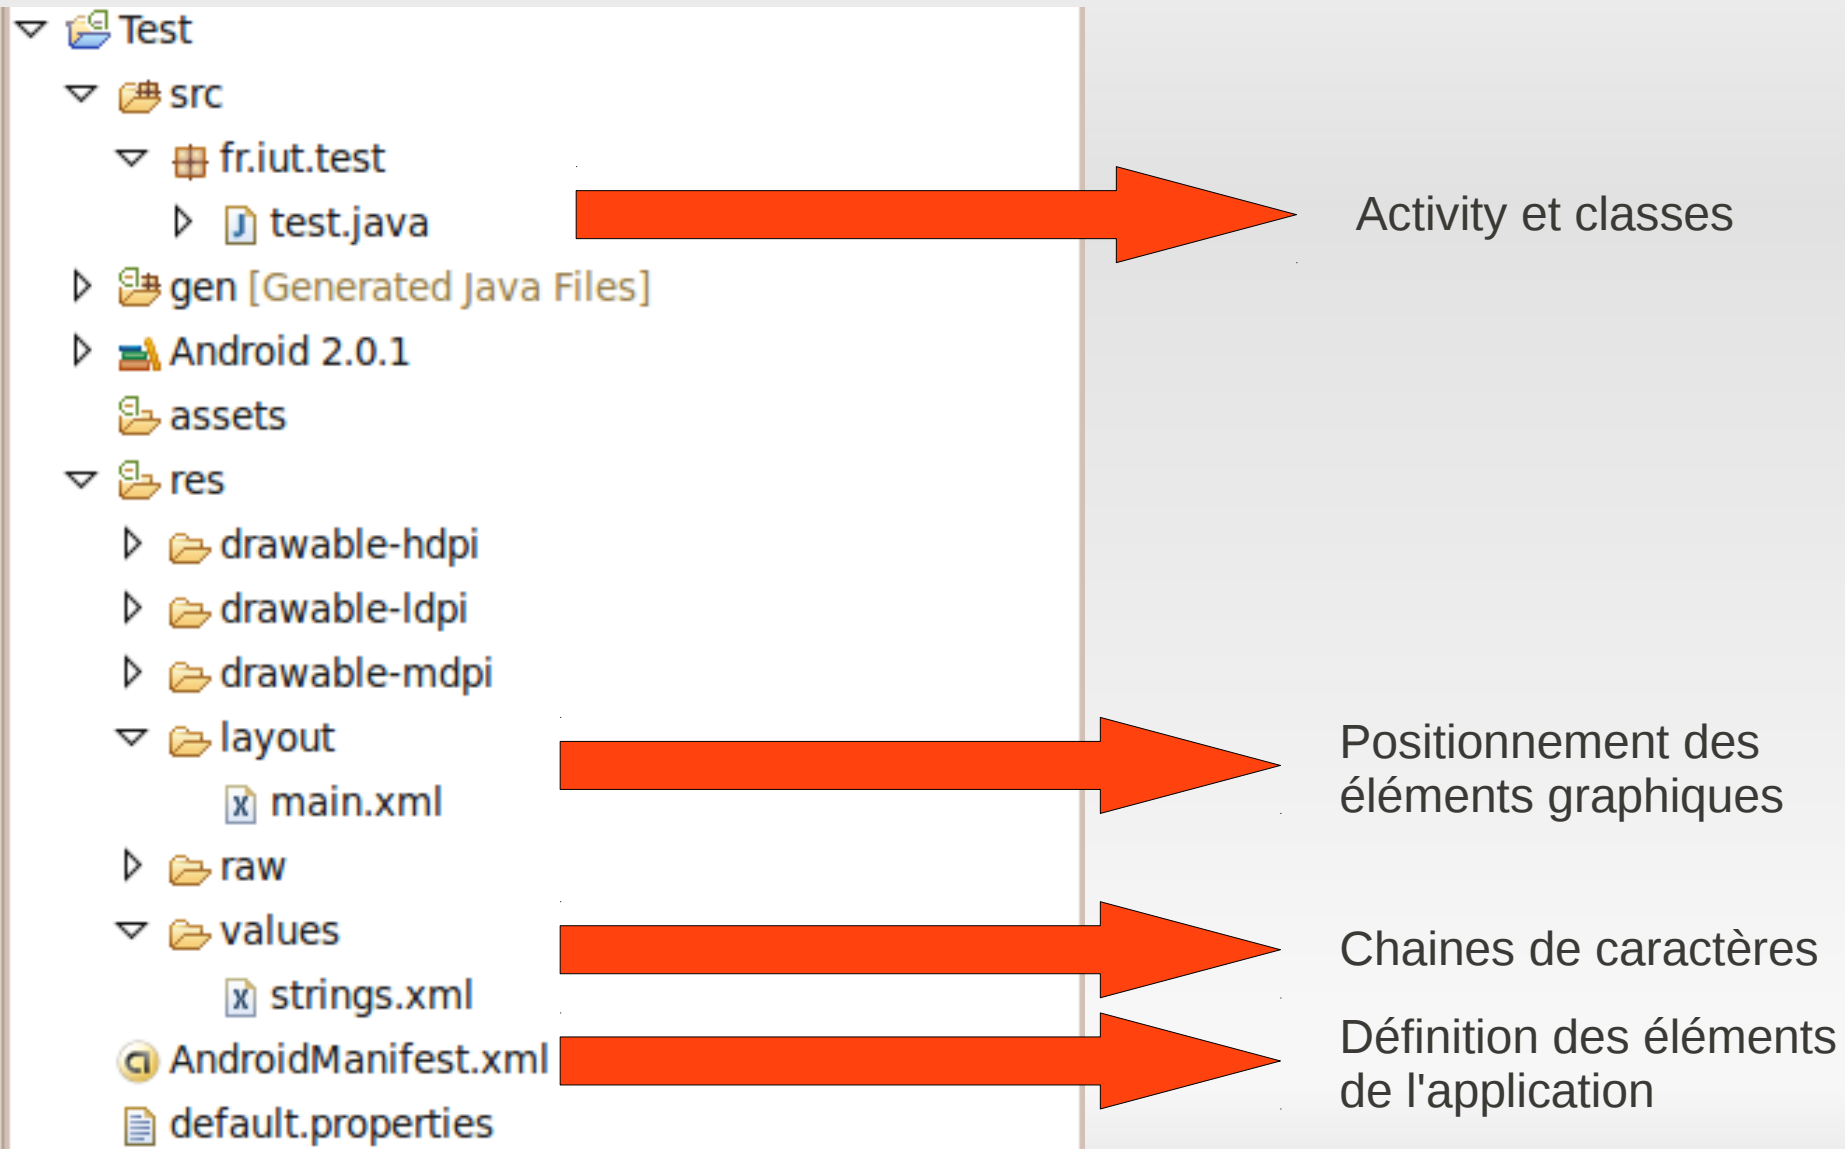 Test
src
fr.iut.test
test.java
Activity et classes
gen [Generated Java Files]
Android 2.0.1
assets
res
drawable-hdpi
drawable-ldpi
drawable-mdpi
layout
Positionnement des
éléments graphiques
main.xml
raw
values
Chaines de caractères
strings.xml
AndroidManifest.xml
Définition des éléments
de l'application
default.properties